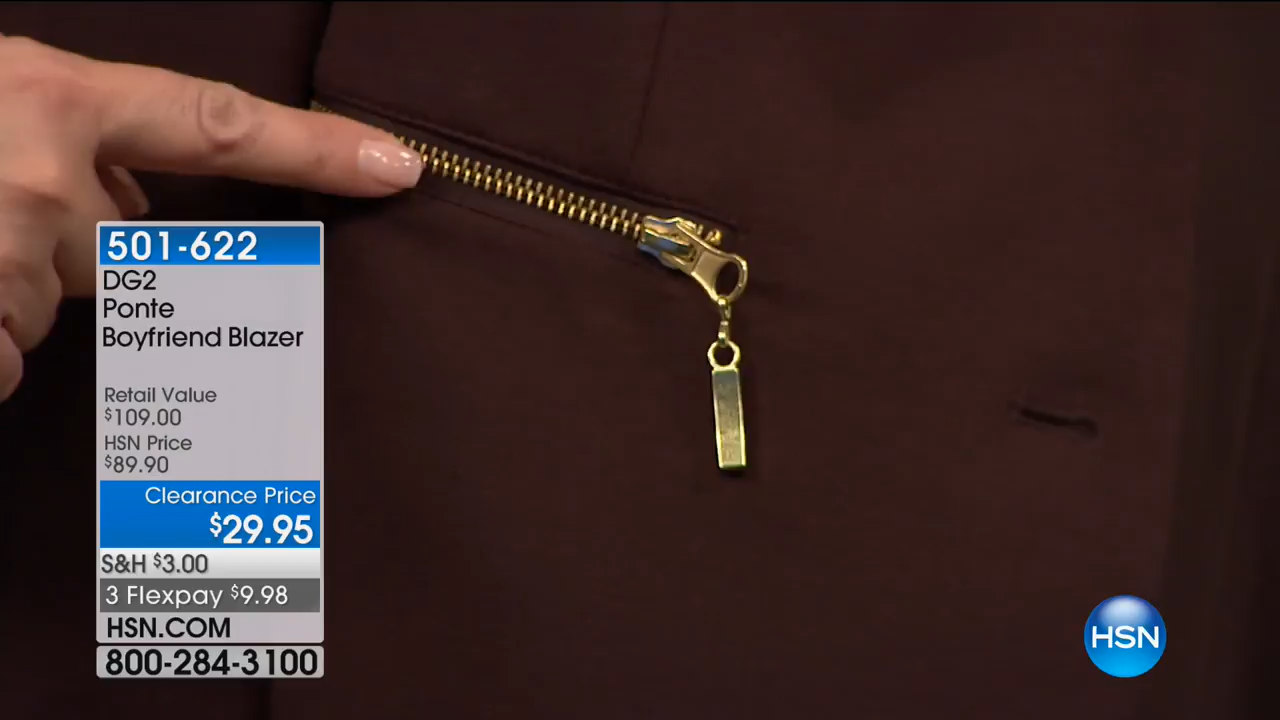 501-622
DG2
Ponte
Boyfriend Blazer
Retail Value
$109.00
HSN Price
$89.90
Clearance Price
$29.95
S&H $3.00
3 Flexpay $9.98
HSN.COM
800-284-3100
HSN